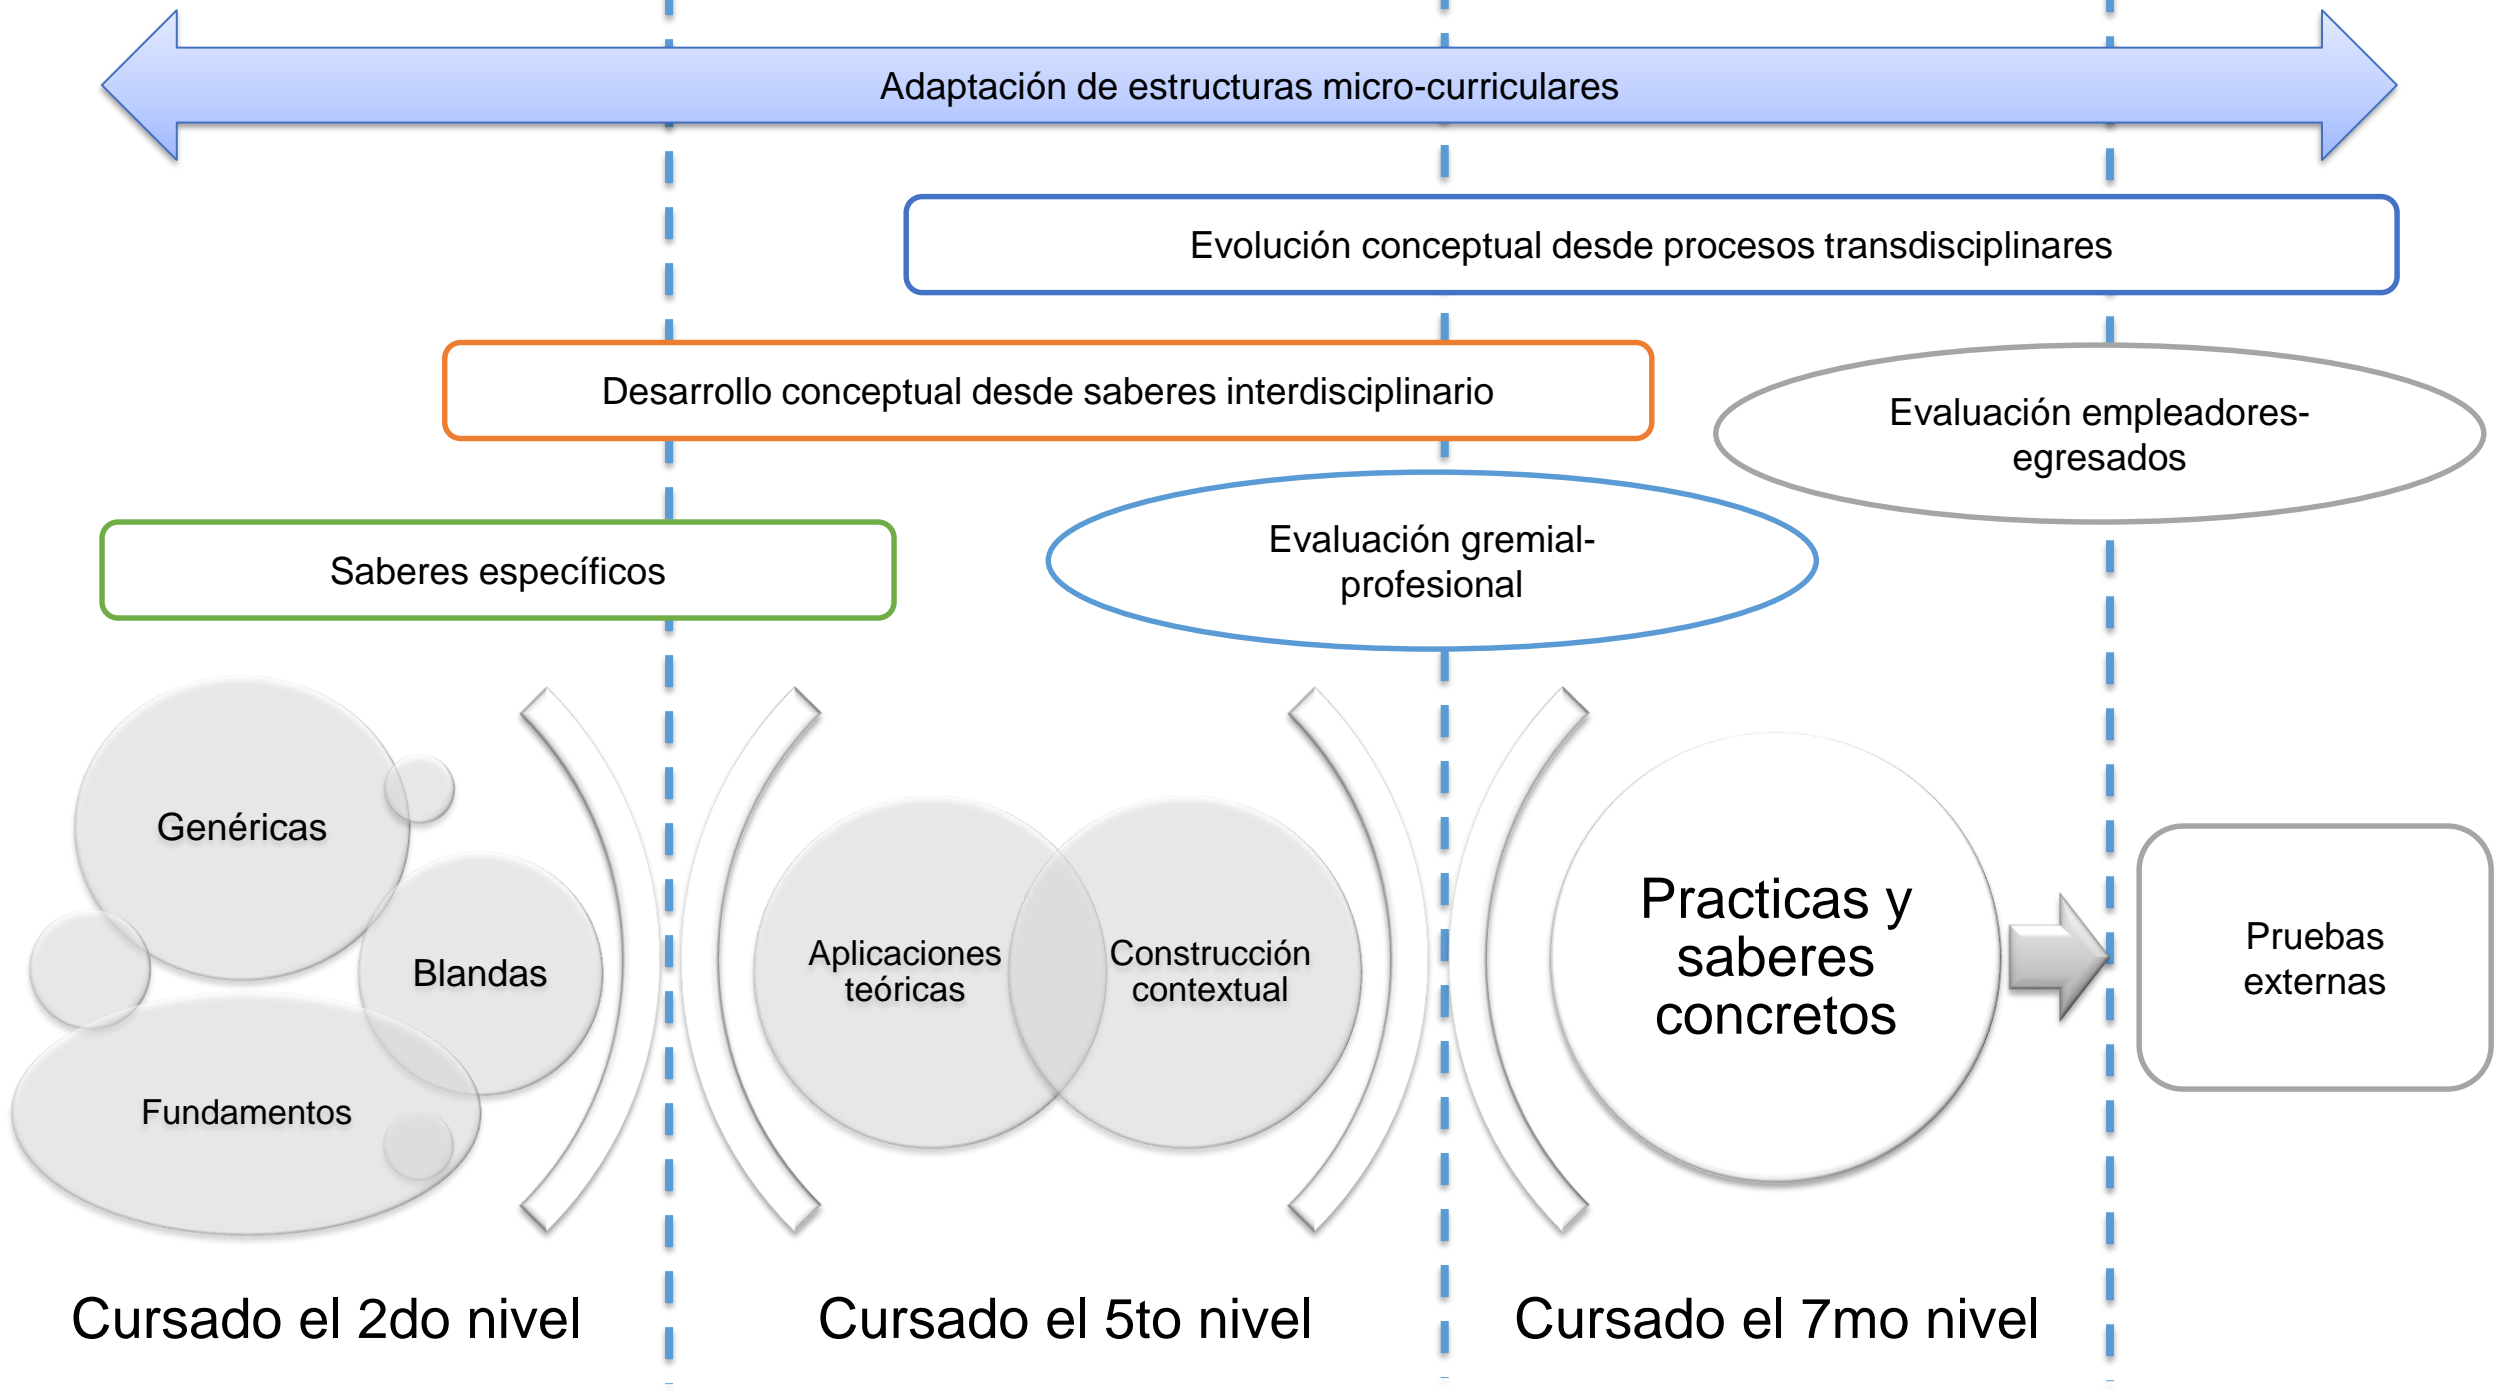 Adaptación de estructuras micro-curriculares
Evolución conceptual desde procesos transdisciplinares
Desarrollo conceptual desde saberes interdisciplinario
Evaluación empleadores-
egresados
Evaluación gremial-
profesional
Saberes específicos
Genéricas
Blandas
Fundamentos
Aplicaciones
teóricas
Construcción
contextual
Practicas y
saberes
concretos
Pruebas
externas
Cursado el 2do nivel
Cursado el 5to nivel
Cursado el 7mo nivel